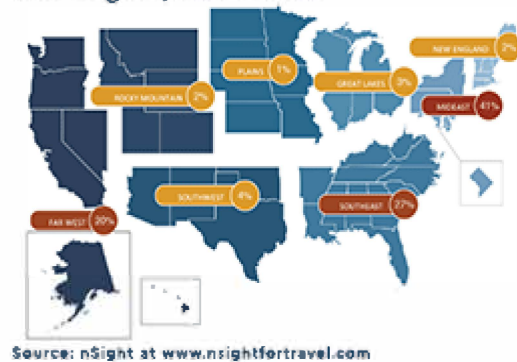 NEW ENGLAND 2%
PLAINS 1%
GREAT LAKES 3%
ROCKY MOUNTAIN 2%
MIDEAST 41%
SOUTHWEST 4%
SOUTHEAST 27%
FAR WEST 20%
Source: nSight at www.nsightfortravel.com